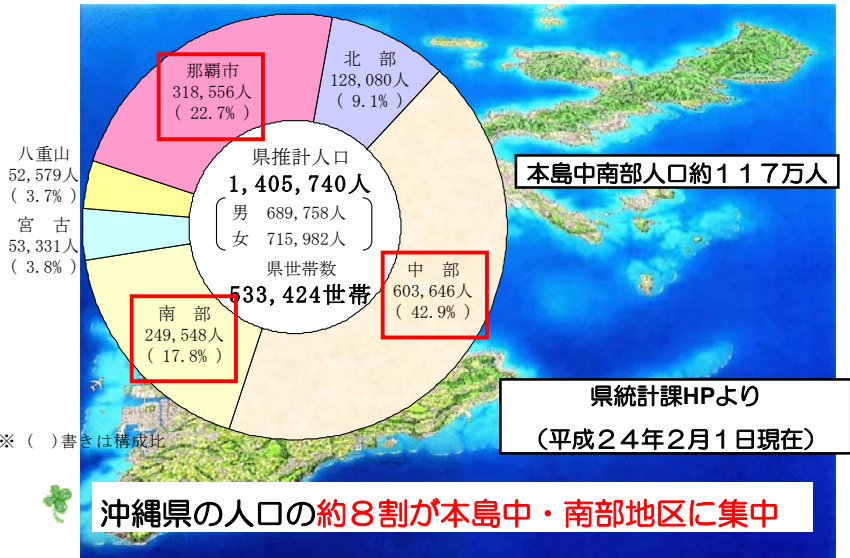 那覇市
318,556人
( 22.7% )
北　部
128,080人
( 9.1% )
八重山
52,579人
( 3.7% )
宮　古
53,331人
( 3.8% )
県推計人口
1,405,740人
男　689,758人
女　715,982人
県世帯数
533,424世帯
中　部
603,646人
( 42.9% )
南　部
249,548人
( 17.8% )
本島中南部人口約１１７万人
県統計課HPより
（平成２４年２月１日現在）
※（　）書きは構成比
沖縄県の人口の約８割が本島中・南部地区に集中